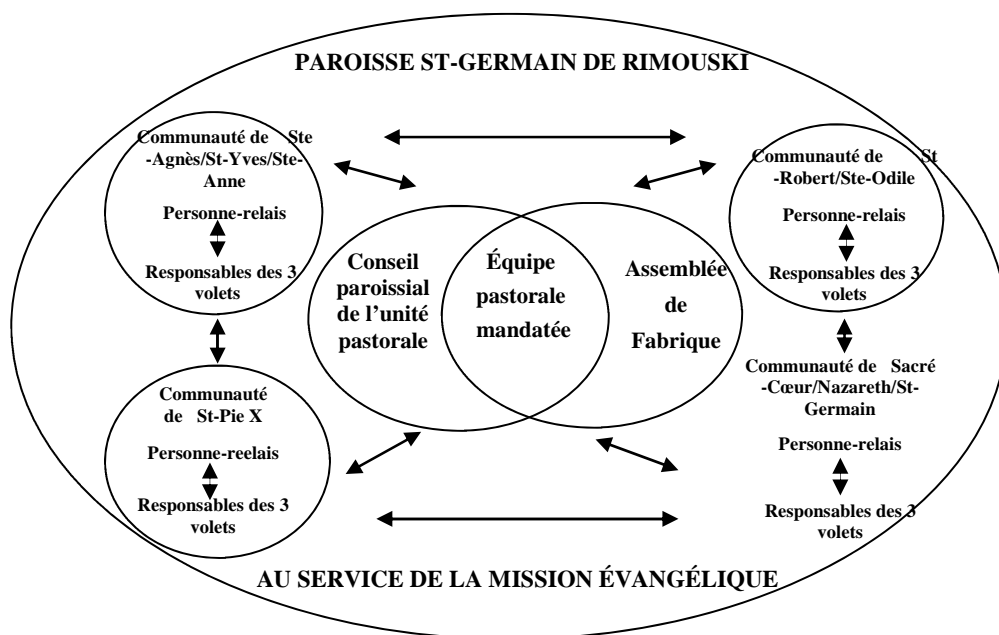 PAROISSE ST-GERMAIN DE RIMOUSKI
Communauté de Ste
-Agnès/St-Yves/Ste-
Anne
Personne-relais
Responsables des 3
volets
Communauté de St
-Robert/Ste-Odile
Personne-relais
Responsables des 3
volets
Conseil
paroissial
de l’unité
pastorale
Équipe
pastorale
mandatée
Assemblée
de
Fabrique
Communauté
de St-Pie X
Personne-reelais
Responsables des 3
volets
Communauté de Sacré
-Cœur/Nazareth/St-
Germain
Personne-relais
Responsables des 3
volets
AU SERVICE DE LA MISSION ÉVANGÉLIQUE